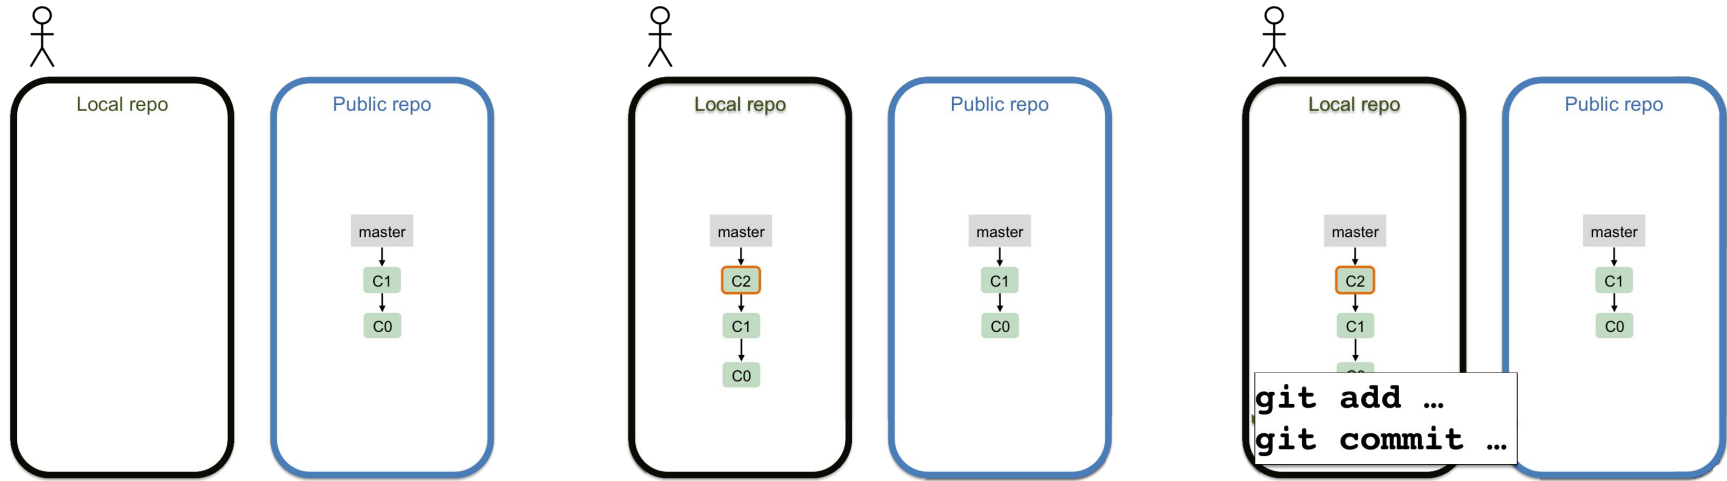 Local repo
Public repo
master
C1
C0
Local repo
Public repo
master
C2
C1
C0
master
C1
C0
Local repo
Public repo
master
C2
C1
master
C1
C0
git add …
git commit …